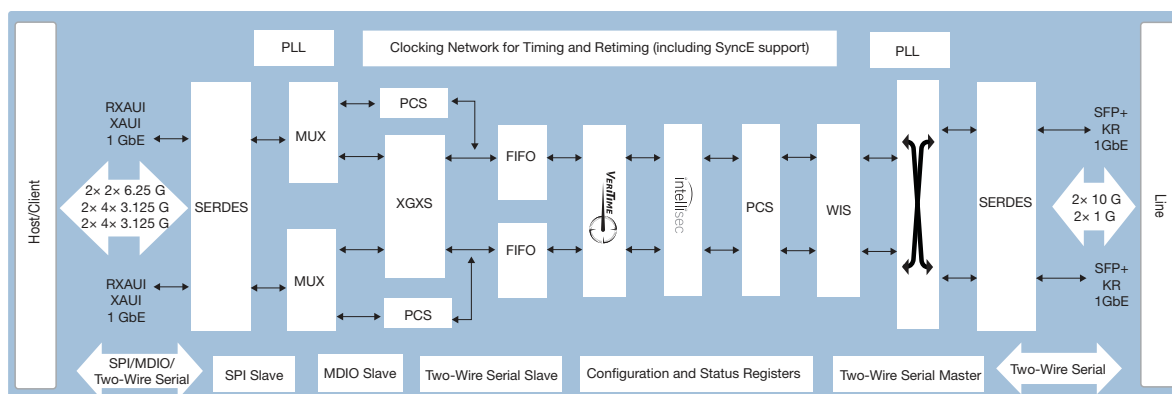 PLL
Clocking Network for Timing and Retiming (including SyncE support)
PLL
Host/Client
RXAUI
XAUI
1 GbE
2× 2× 6.25 G
2× 4× 3.125 G
2× 4× 3.125 G
RXAUI
XAUI
1 GbE
SERDES
MUX
MUX
PCS
XGXS
PCS
FIFO
FIFO
VERITIME
intellisec
PCS
WIS
SERDES
SFP+
KR
1GbE
2× 10 G
2× 1 G
SFP+
KR
1GbE
Line
SPI/MDIO/
Two-Wire Serial
SPI Slave
MDIO Slave
Two-Wire Serial Slave
Configuration and Status Registers
Two-Wire Serial Master
Two-Wire Serial